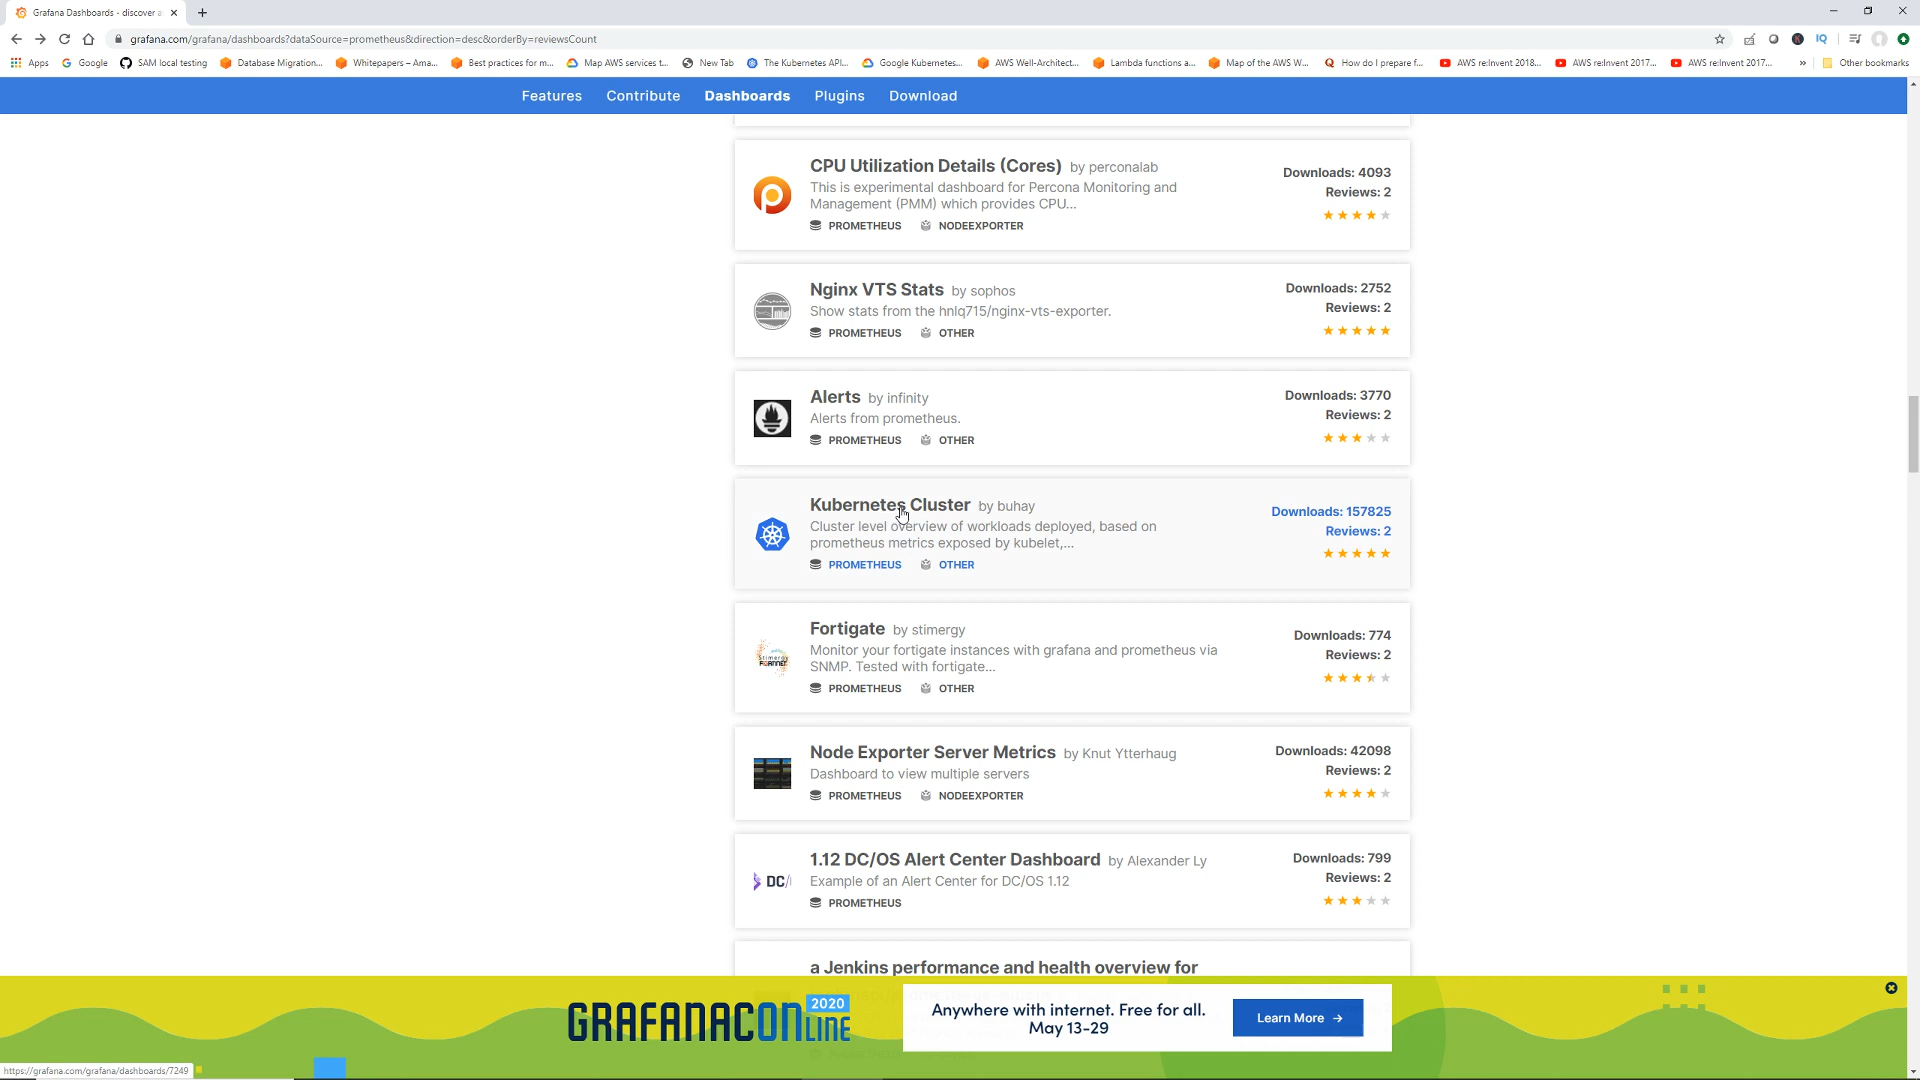 Grafana Dashboards - discover a
grafana.com/grafana/dashboards?dataSource=prometheus&direction=desc&orderBy=reviewsCount
IQ
Apps
Google
SAM local testing
Database Migration...
Whitepapers – Ama...
Best practices for m...
Map AWS services t...
New Tab
The Kubernetes API...
Google Kubernetes...
AWS Well-Architect...
Lambda functions a...
Map of the AWS W...
How do I prepare f...
AWS re:Invent 2018...
AWS re:Invent 2017...
AWS re:Invent 2017...
»
Other bookmarks
Features
Contribute
Dashboards
Plugins
Download
CPU Utilization Details (Cores) by perconalab
This is experimental dashboard for Percona Monitoring and
Management (PMM) which provides CPU...
PROMETHEUS NODEEXPORTER
Downloads: 4093
Reviews: 2
Nginx VTS Stats by sophos
Show stats from the hnlq715/nginx-vts-exporter.
PROMETHEUS OTHER
Downloads: 2752
Reviews: 2
Alerts by infinity
Alerts from prometheus.
PROMETHEUS OTHER
Downloads: 3770
Reviews: 2
Kubernetes Cluster by buhay
Cluster level overview of workloads deployed, based on
prometheus metrics exposed by kubelet,...
PROMETHEUS OTHER
Downloads: 157825
Reviews: 2
Fortigate by stimergy
Monitor your fortigate instances with grafana and prometheus via
SNMP. Tested with fortigate...
PROMETHEUS OTHER
Downloads: 774
Reviews: 2
Stimergy
FORTINET
Node Exporter Server Metrics by Knut Ytterhaug
Dashboard to view multiple servers
PROMETHEUS NODEEXPORTER
Downloads: 42098
Reviews: 2
1.12 DC/OS Alert Center Dashboard by Alexander Ly
Example of an Alert Center for DC/OS 1.12
PROMETHEUS
Downloads: 799
Reviews: 2
DC/
a Jenkins performance and health overview for
GRAFANACONLINE 2020
Anywhere with internet. Free for all.
May 13-29
Learn More →
https://grafana.com/grafana/dashboards/7249